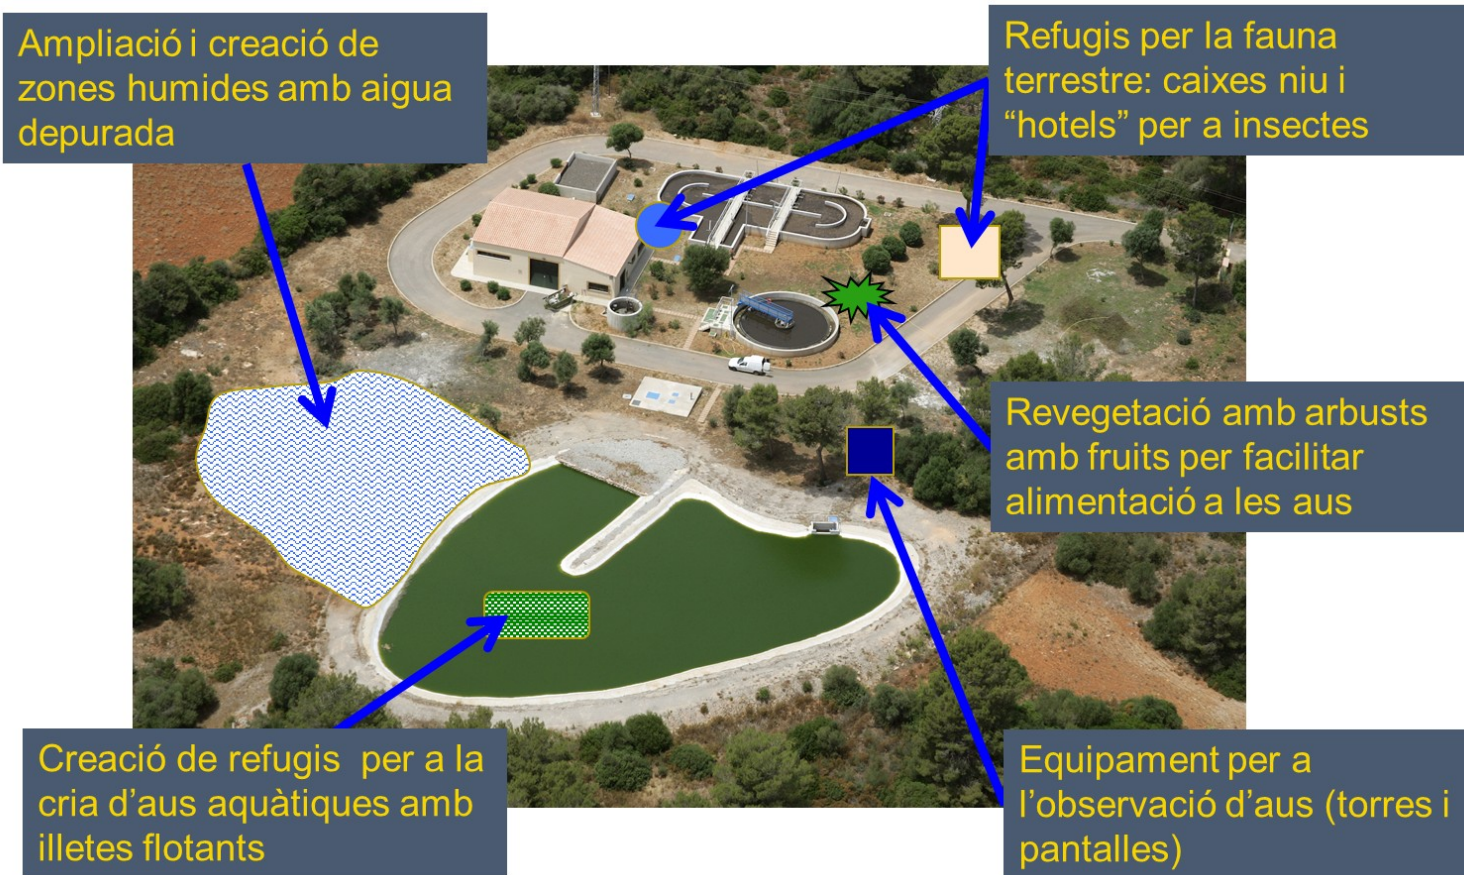 Ampliació i creació de
zones humides amb aigua
depurada
Refugis per la fauna
terrestre: caixes niu i
“hotels” per a insectes
Revegetació amb arbusts
amb fruits per facilitar
alimentació a les aus
Creació de refugis  per a la
cria d’aus aquàtiques amb
illetes flotants
Equipament per a
l’observació d’aus (torres i
pantalles)